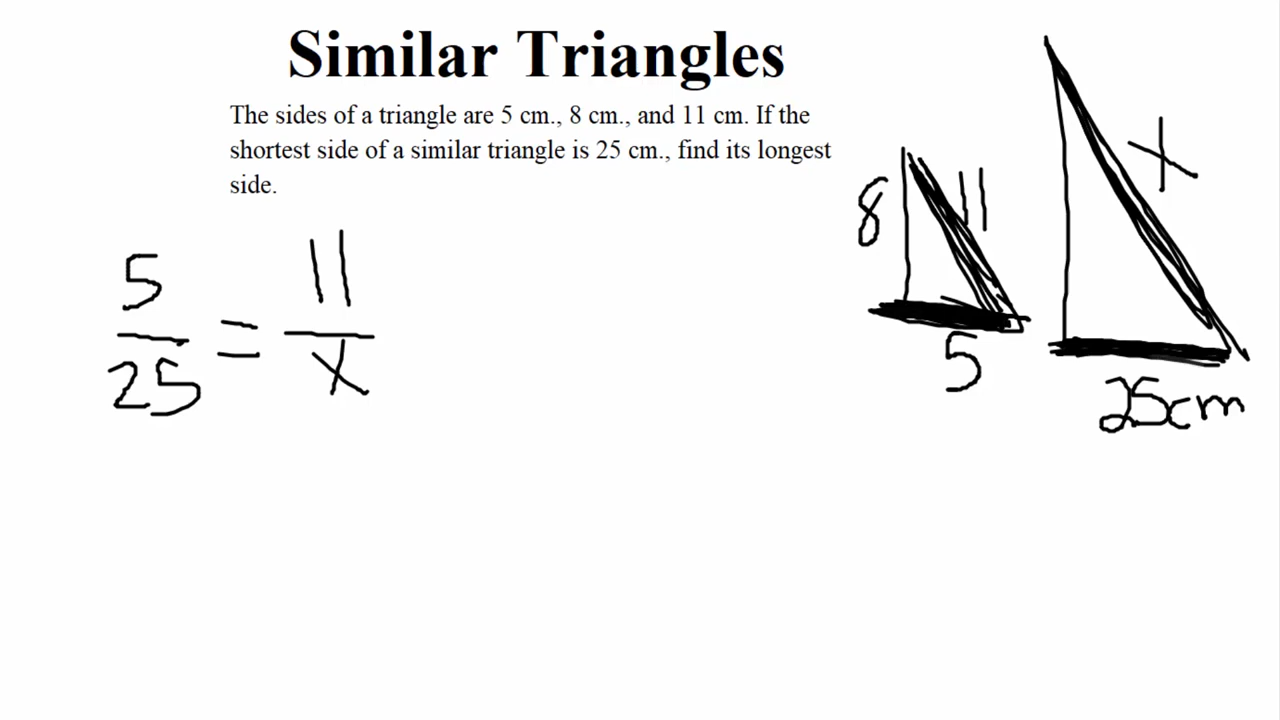 Similar Triangles
The sides of a triangle are 5 cm., 8 cm., and 11 cm. If the
shortest side of a similar triangle is 25 cm., find its longest
side.
5/25 = 11/x
8
11
5
x
25cm